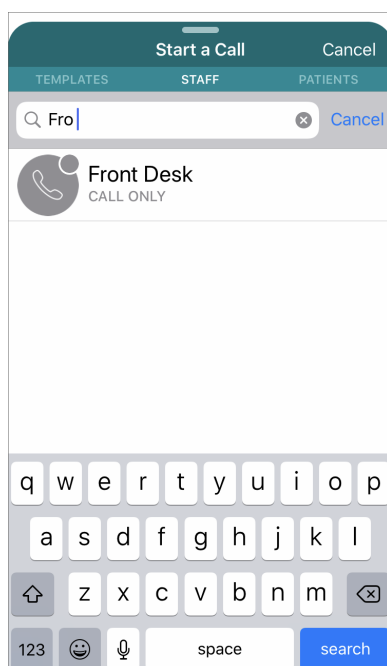 Start a Call Cancel
TEMPLATES STAFF PATIENTS
Fro Cancel
Front Desk
CALL ONLY
q w e r t y u i o p
a s d f g h j k l
z x c v b n m
123 space search